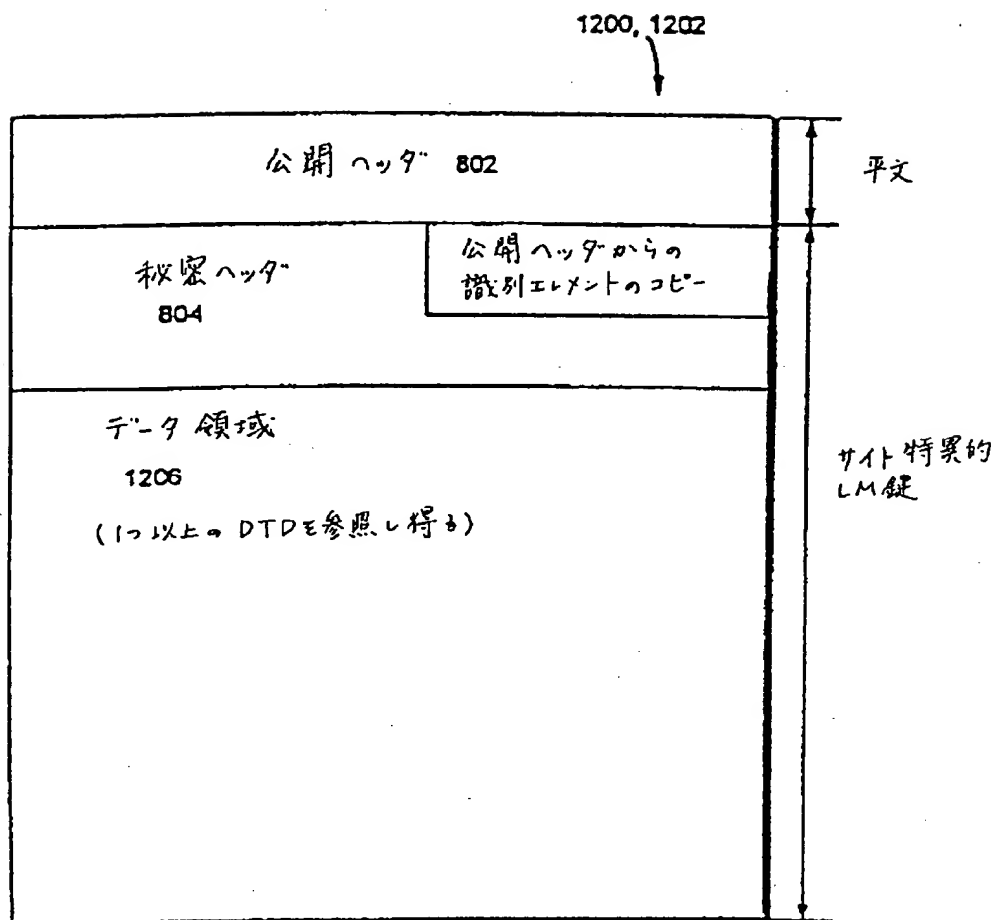 1200, 1202
公開ヘッダ 802
平文
秘密ヘッダ
804
公開ヘッダからの
識別エレメントのコピー
データ領域
1206
(1つ以上のDTDを参照し得る)
サイト特異的
LM鍵